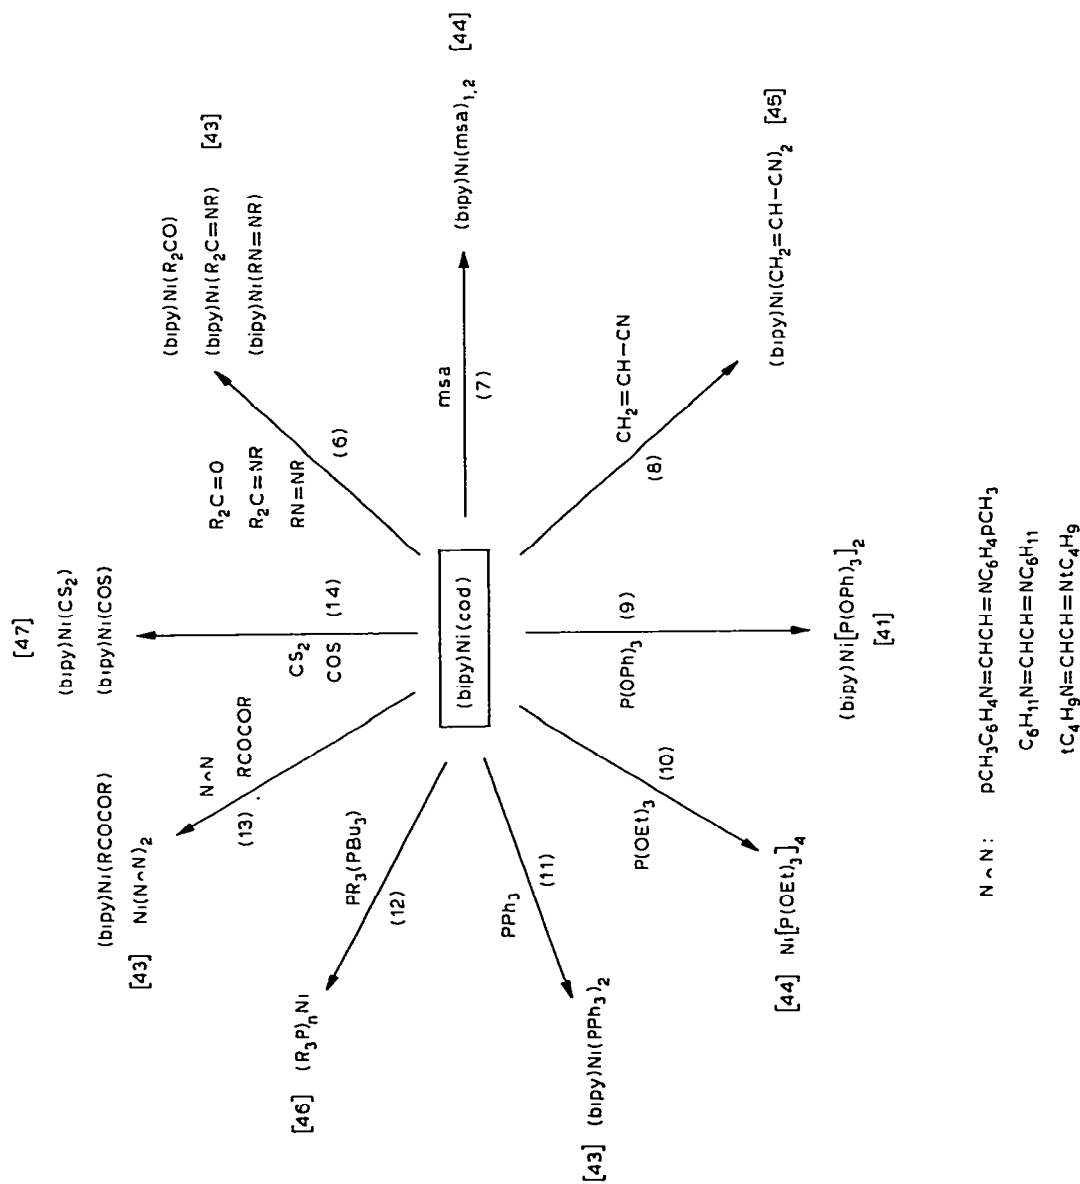 [47]
(bipy)Ni(CS₂)
(bipy)Ni(COS)
CS₂
COS
(14)
R₂C=O
R₂C=NR
RN=NR
(6)
(bipy)Ni(R₂CO)
(bipy)Ni(R₂C=NR) [43]
(bipy)Ni(RN=NR)
msa
(7)
(bipy)Ni(msa)₁,₂ [44]
CH₂=CH-CN
(8)
(bipy)Ni(CH₂=CH-CN)₂ [45]
(bipy)Ni(cod)
P(OPh)₃
(9)
(bipy)Ni[P(OPh)₃]₂
[41]
P(OEt)₃
(10)
[44] Ni[P(OEt)₃]₄
PPh₃
(11)
[43] (bipy)Ni(PPh₃)₂
PR₃(PBu₃)
(12)
[46] (R₃P)ₙNi
N⌢N
(13) RCOCOR
(bipy)Ni(RCOCOR)
[43] Ni(N⌢N)₂
N⌢N: pCH₃C₆H₄N=CHCH=NC₆H₄pCH₃
C₆H₁₁N=CHCH=NC₆H₁₁
tC₄H₉N=CHCH=NtC₄H₉